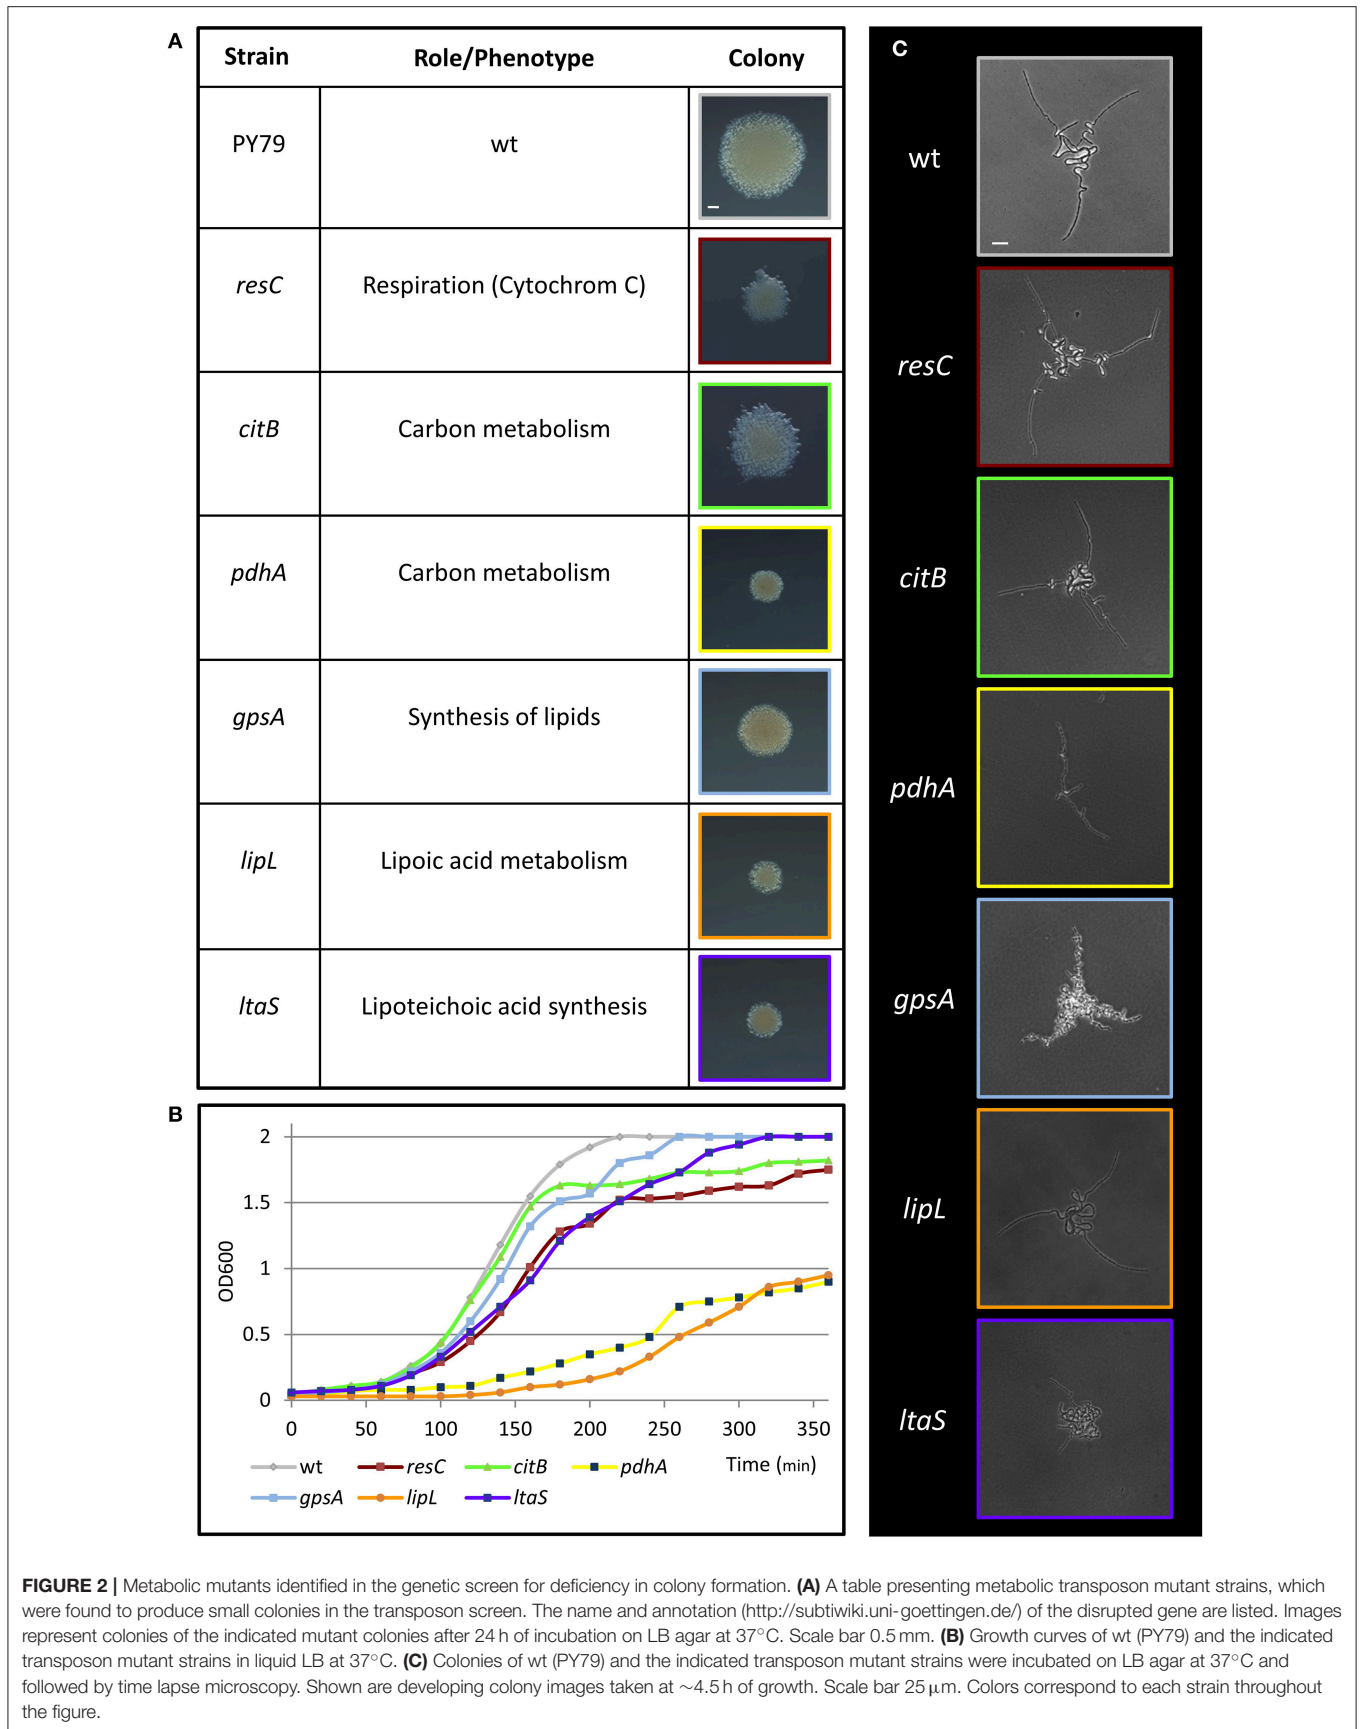 A
Strain Role/Phenotype Colony
PY79 wt
resC Respiration (Cytochrom C)
citB Carbon metabolism
pdhA Carbon metabolism
gpsA Synthesis of lipids
lipL Lipoic acid metabolism
ltaS Lipoteichoic acid synthesis
B
OD600
2
1.5
1
0.5
0
0 50 100 150 200 250 300 350
Time (min)
wt resC citB pdhA
gpsA lipL ltaS
C
wt
resC
citB
pdhA
gpsA
lipL
ltaS
FIGURE 2 | Metabolic mutants identified in the genetic screen for deficiency in colony formation. (A) A table presenting metabolic transposon mutant strains, which
were found to produce small colonies in the transposon screen. The name and annotation (http://subtiwiki.uni-goettingen.de/) of the disrupted gene are listed. Images
represent colonies of the indicated mutant colonies after 24 h of incubation on LB agar at 37°C. Scale bar 0.5 mm. (B) Growth curves of wt (PY79) and the indicated
transposon mutant strains in liquid LB at 37°C. (C) Colonies of wt (PY79) and the indicated transposon mutant strains were incubated on LB agar at 37°C and
followed by time lapse microscopy. Shown are developing colony images taken at ~4.5 h of growth. Scale bar 25 μm. Colors correspond to each strain throughout
the figure.